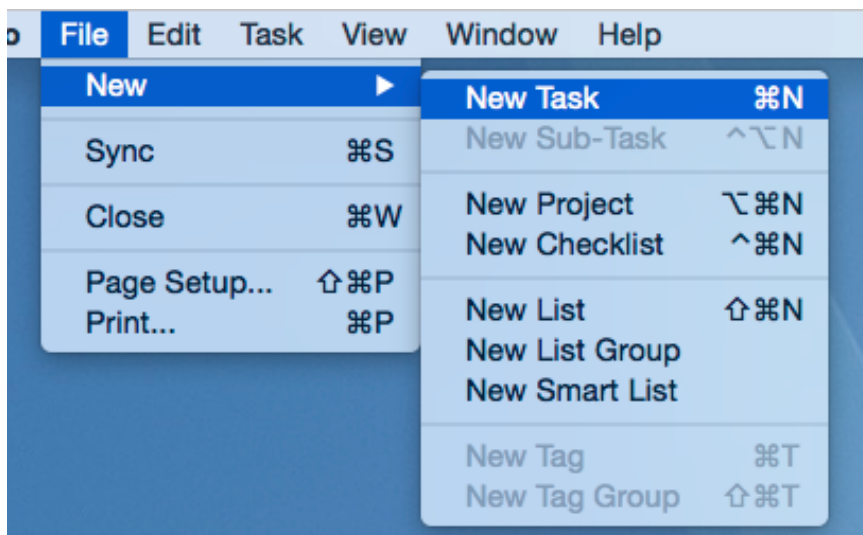 o File Edit Task View Window Help
New ▶
Sync ⌘S
Close ⌘W
Page Setup... ⇧⌘P
Print... ⌘P
New Task ⌘N
New Sub-Task ^⌥N
New Project ⌥⌘N
New Checklist ^⌘N
New List ⇧⌘N
New List Group
New Smart List
New Tag ⌘T
New Tag Group ⇧⌘T